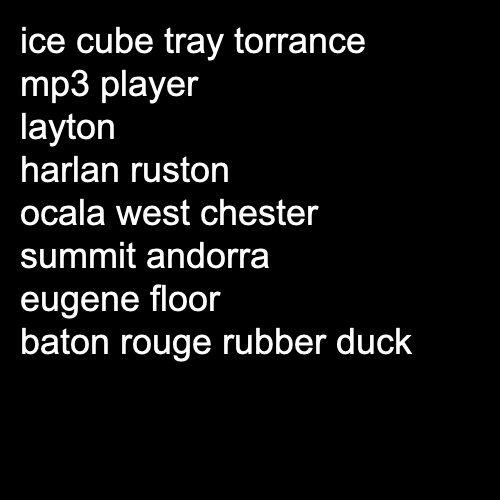 ice cube tray torrance
mp3 player
layton
harlan ruston
ocala west chester
summit andorra
eugene floor
baton rouge rubber duck